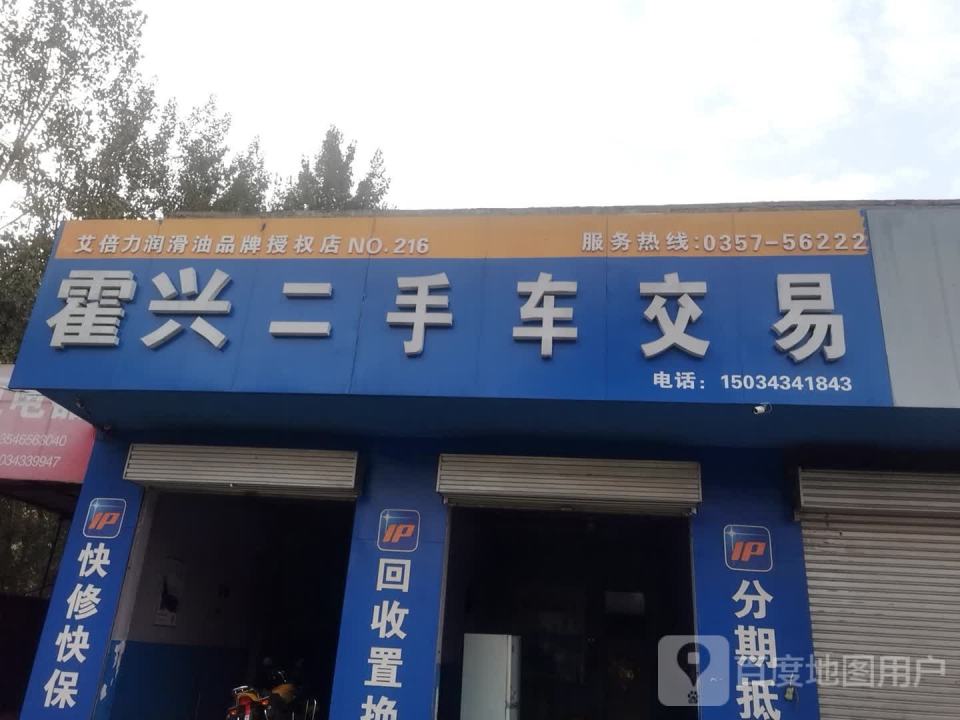 艾倍力润滑油品牌授权店NO.216
服务热线:0357-56222
霍兴二手车交易
电话：15034341843
3546563040
034339947
IP
快修快保
IP
回收置换
IP
分期抵
百度地图用户